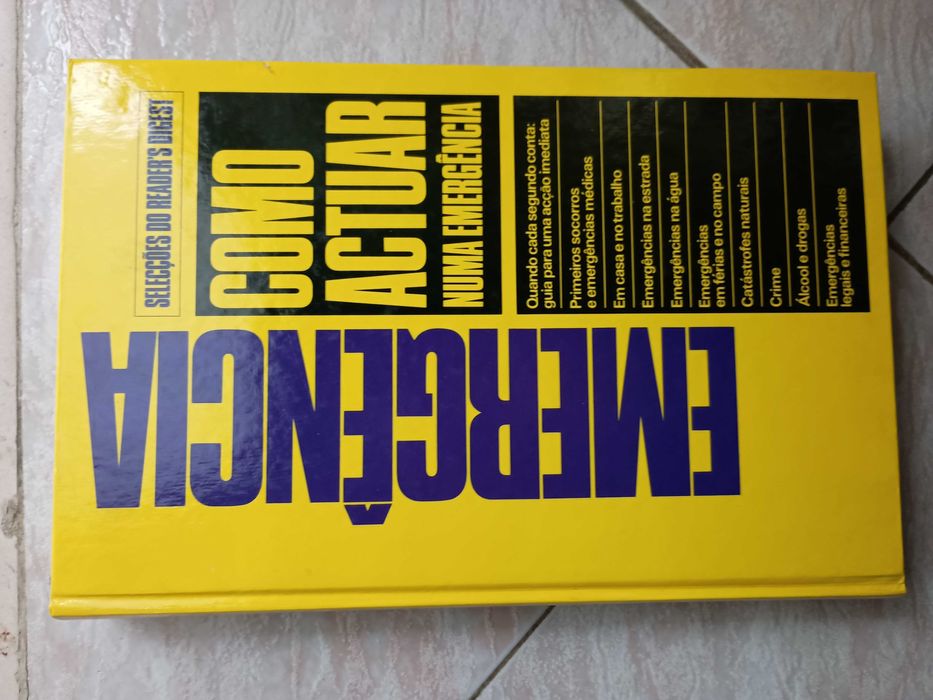 SELECÇÕES DO READER'S DIGEST
COMO
ACTUAR
NUMA EMERGÊNCIA
Quando cada segundo conta:
guia para uma acção imediata
Primeiros socorros
e emergências médicas
Em casa e no trabalho
Emergências na estrada
Emergências na água
Emergências
em férias e no campo
Catástrofes naturais
Crime
Álcool e drogas
Emergências
legais e financeiras
EMERGÊNCIA